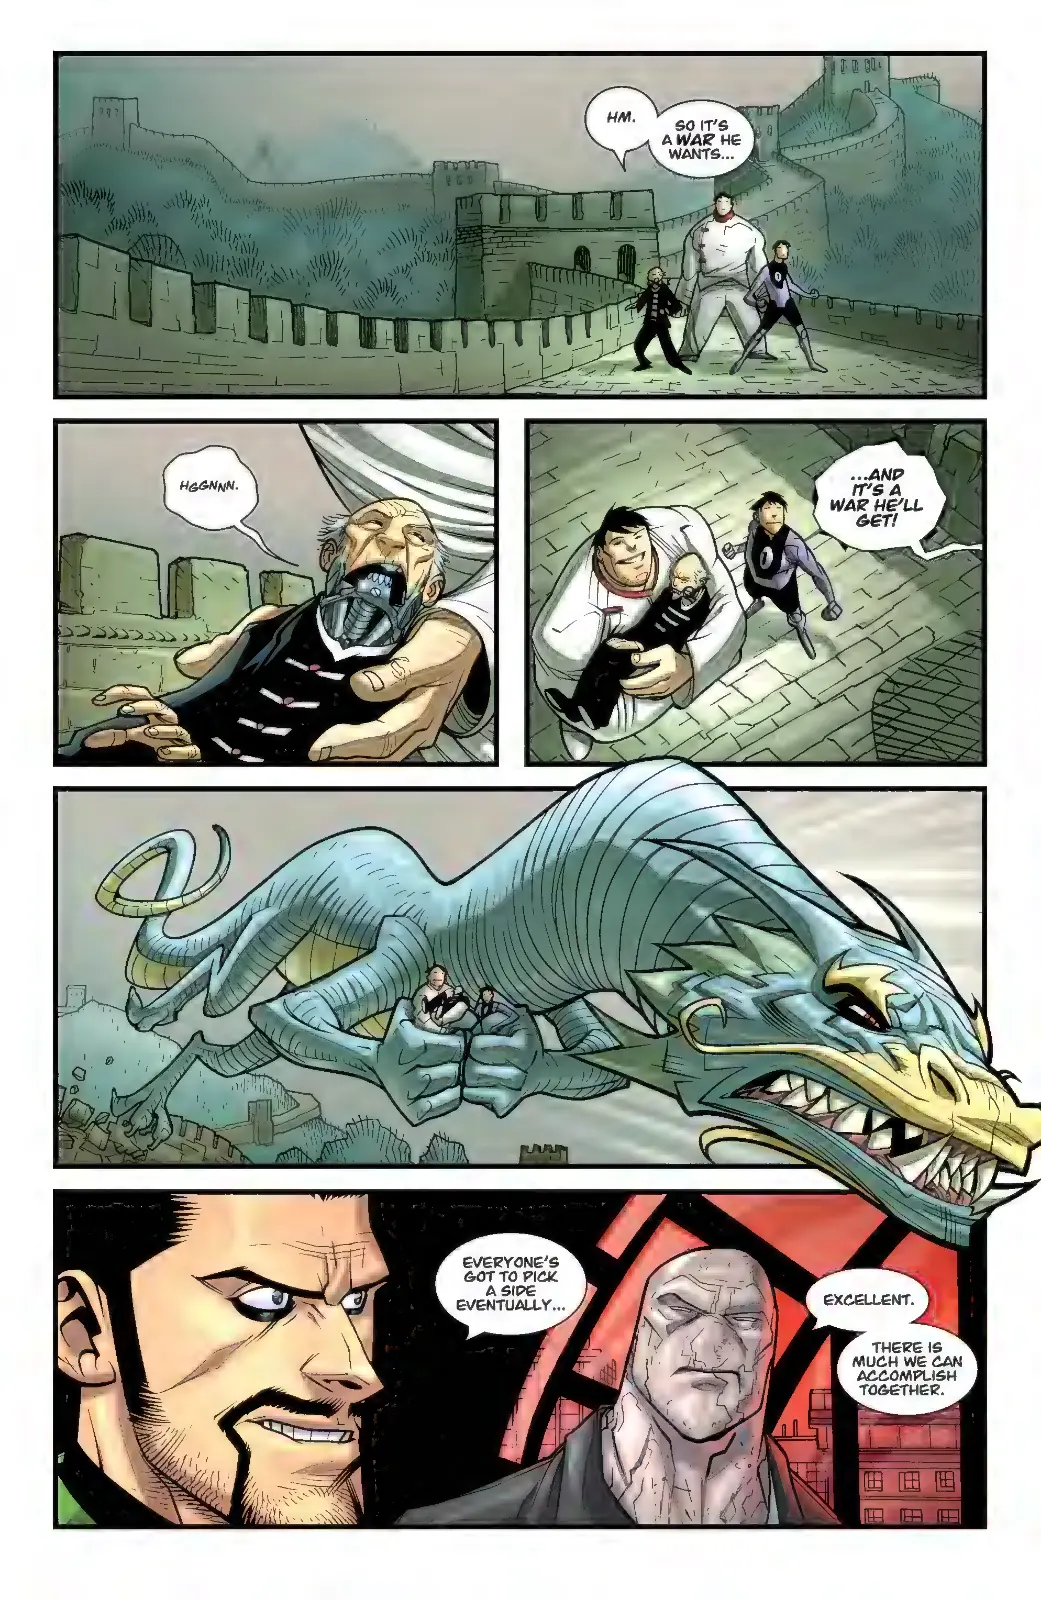 HM.
SO IT'S
A WAR HE
WANTS...
HGGNNN.
...AND
IT'S A
WAR HE'LL
GET!
EVERYONE'S
GOT TO PICK
A SIDE
EVENTUALLY...
EXCELLENT.
THERE IS
MUCH WE CAN
ACCOMPLISH
TOGETHER.